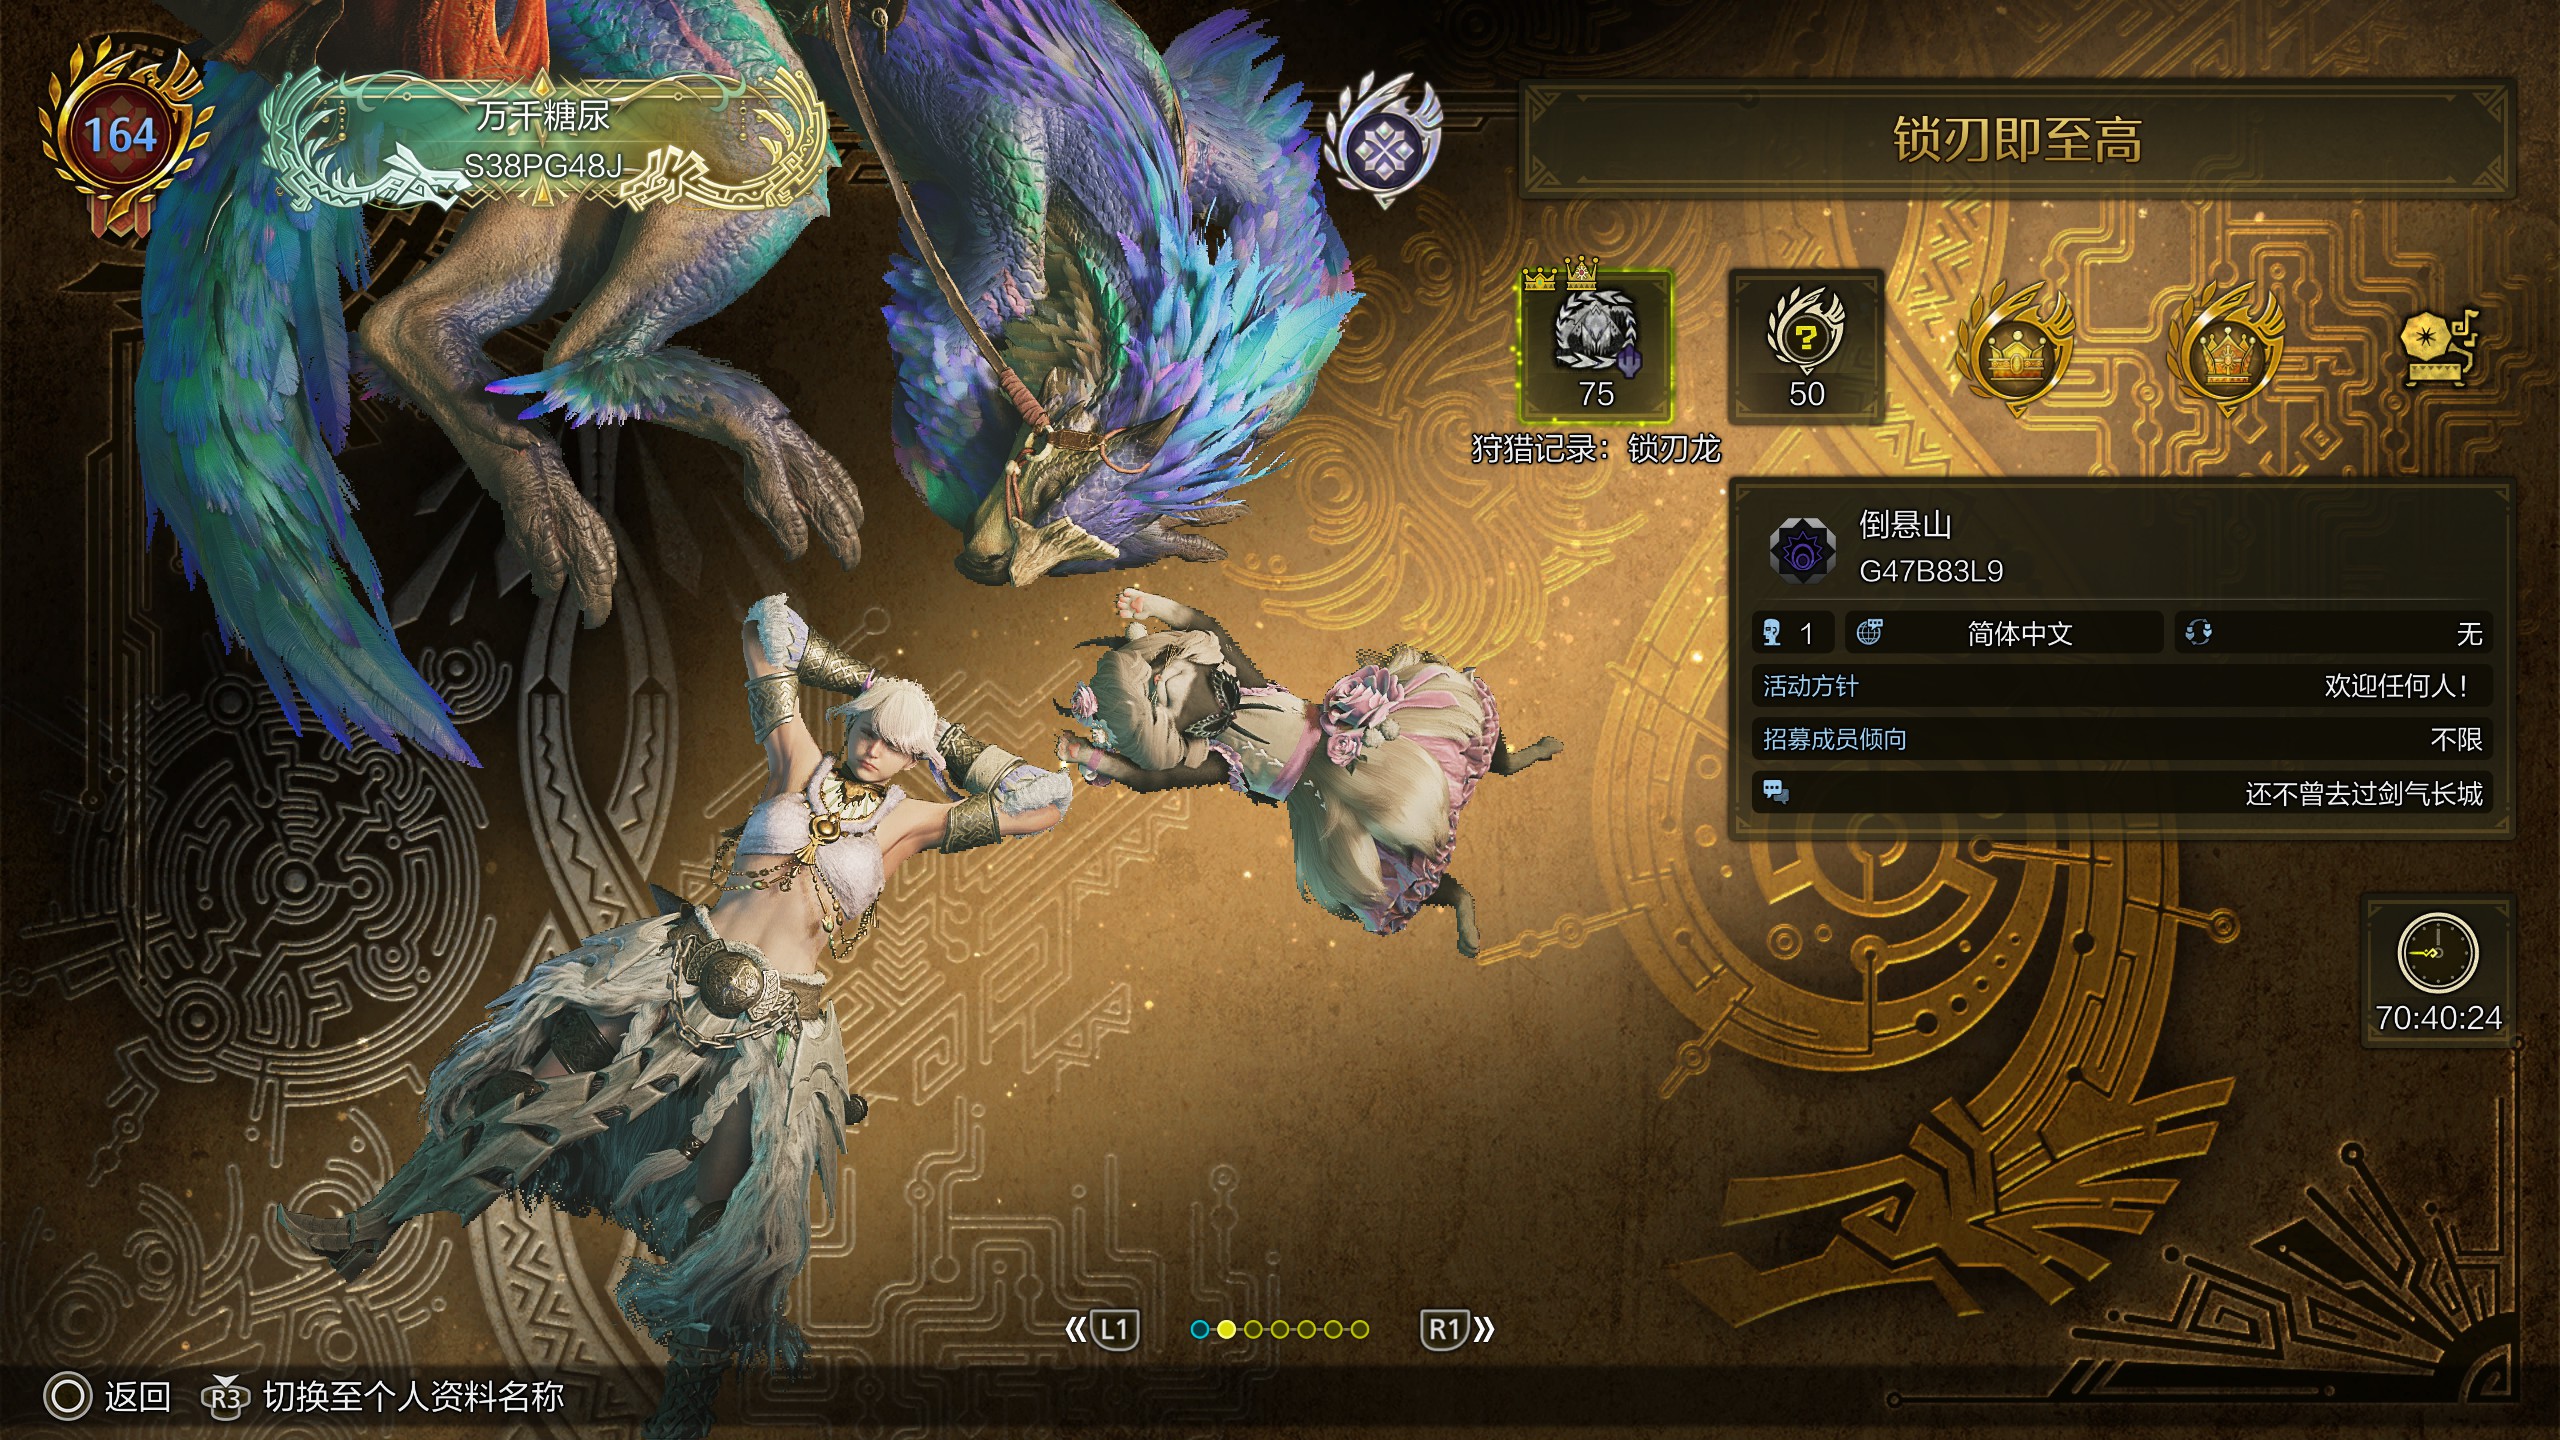 164
万千糖尿
S38PG48J
锁刃即至高
75
?
50
狩猎记录：锁刃龙
倒悬山
G47B83L9
1
简体中文
无
活动方针
欢迎任何人！
招募成员倾向
不限
还不曾去过剑气长城
70:40:24
L1
R1
返回
R3
切换至个人资料名称